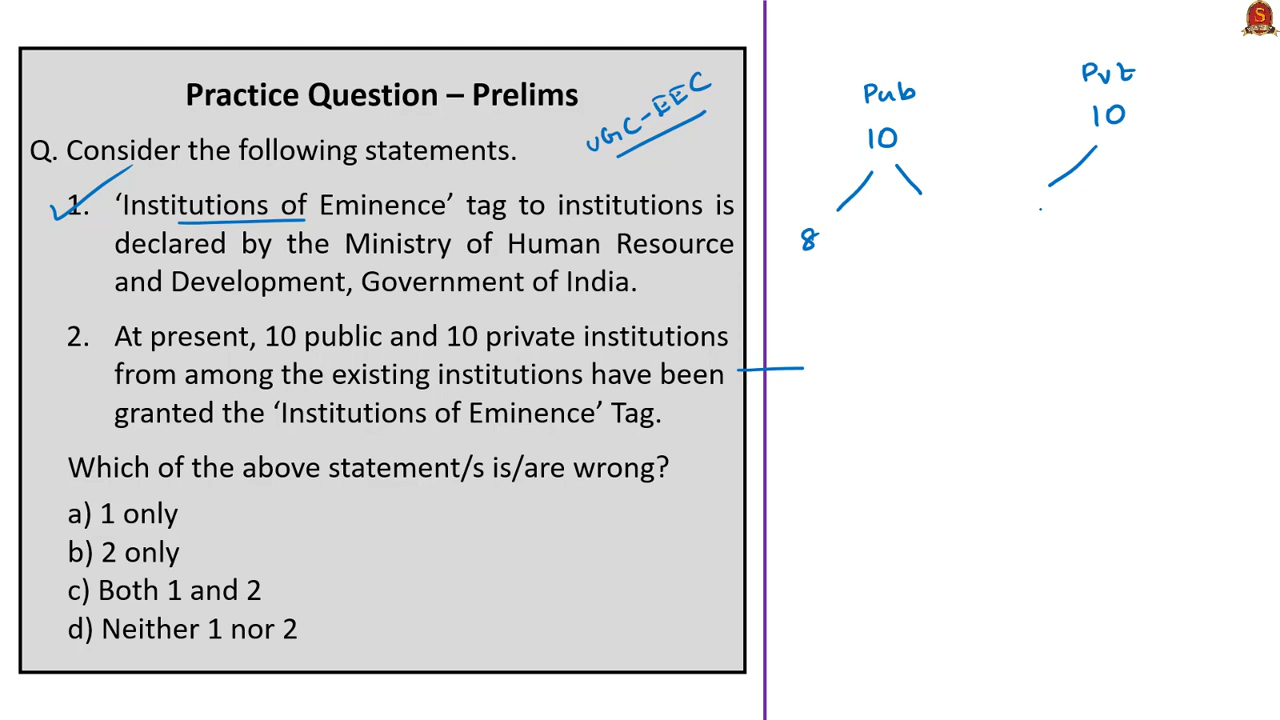 Practice Question – Prelims
UGC-EEC
Q. Consider the following statements.
1. ‘Institutions of Eminence’ tag to institutions is
declared by the Ministry of Human Resource
and Development, Government of India.
2. At present, 10 public and 10 private institutions
from among the existing institutions have been
granted the ‘Institutions of Eminence’ Tag.
Which of the above statement/s is/are wrong?
a) 1 only
b) 2 only
c) Both 1 and 2
d) Neither 1 nor 2
Pub
10
8
Pvt
10
S